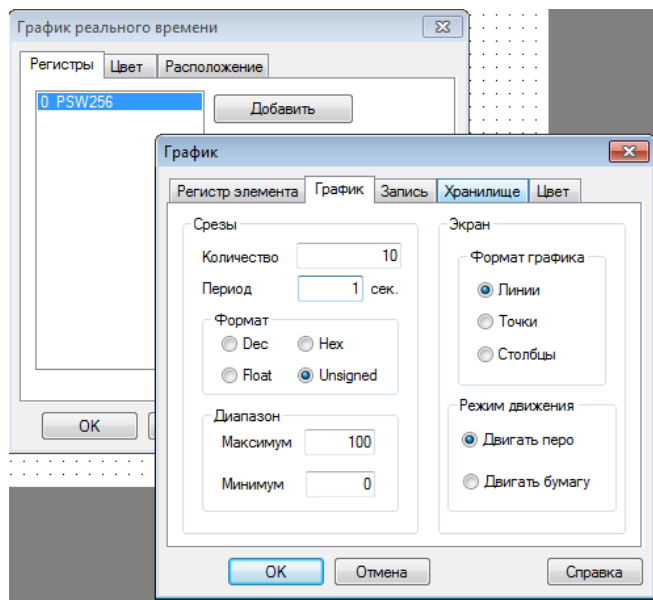 График реального времени
Регистры Цвет Расположение
0 PSW256
Добавить
График
Регистр элемента График Запись Хранилище Цвет
Срезы
Количество 10
Период 1 сек.
Формат
Dec Hex
Float Unsigned
Диапазон
Максимум 100
Минимум 0
Экран
Формат графика
Линии
Точки
Столбцы
Режим движения
Двигать перо
Двигать бумагу
OK
OK Отмена Справка